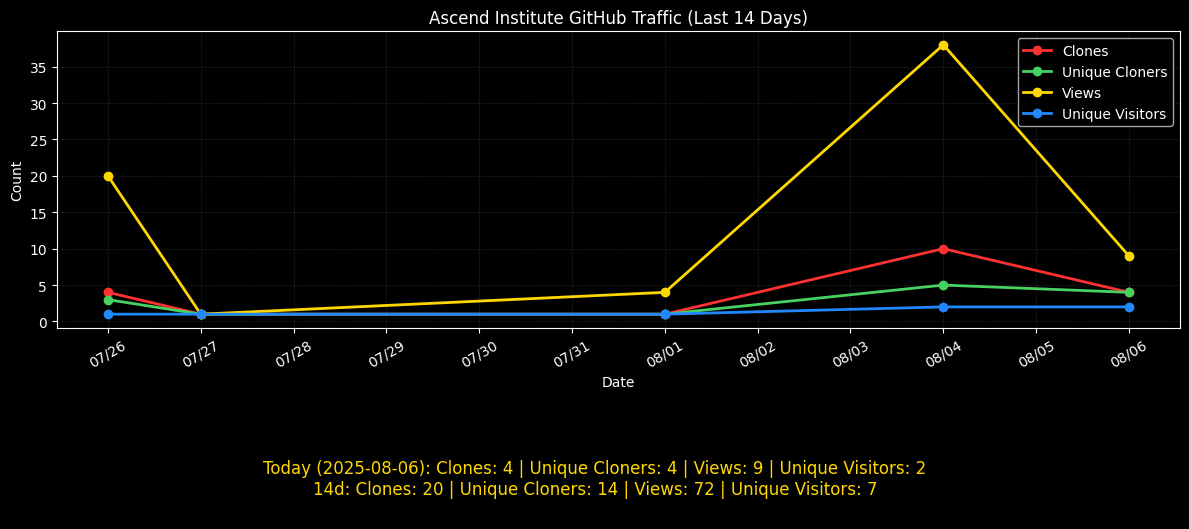 Ascend Institute GitHub Traffic (Last 14 Days)
Clones
Unique Cloners
Views
Unique Visitors
Count
35
30
25
20
15
10
5
0
07/26
07/27
07/28
07/29
07/30
07/31
08/01
08/02
08/03
08/04
08/05
08/06
Date
Today (2025-08-06): Clones: 4 | Unique Cloners: 4 | Views: 9 | Unique Visitors: 2
14d: Clones: 20 | Unique Cloners: 14 | Views: 72 | Unique Visitors: 7